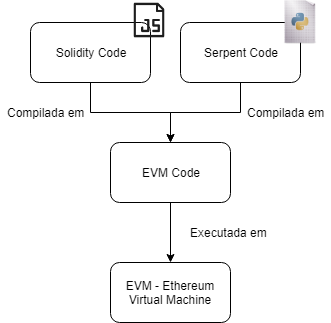 JS
Solidity Code
Serpent Code
Compilada em
Compilada em
EVM Code
Executada em
EVM - Ethereum
Virtual Machine